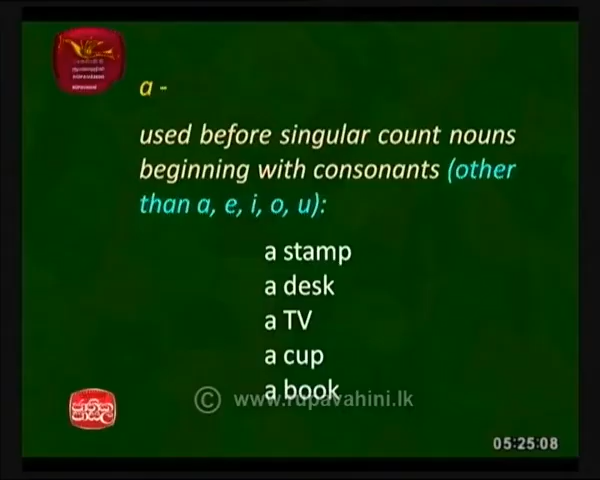 a -
used before singular count nouns
beginning with consonants (other
than a, e, i, o, u):
a stamp
a desk
a TV
a cup
a book
© www.rupavahini.lk
05:25:08